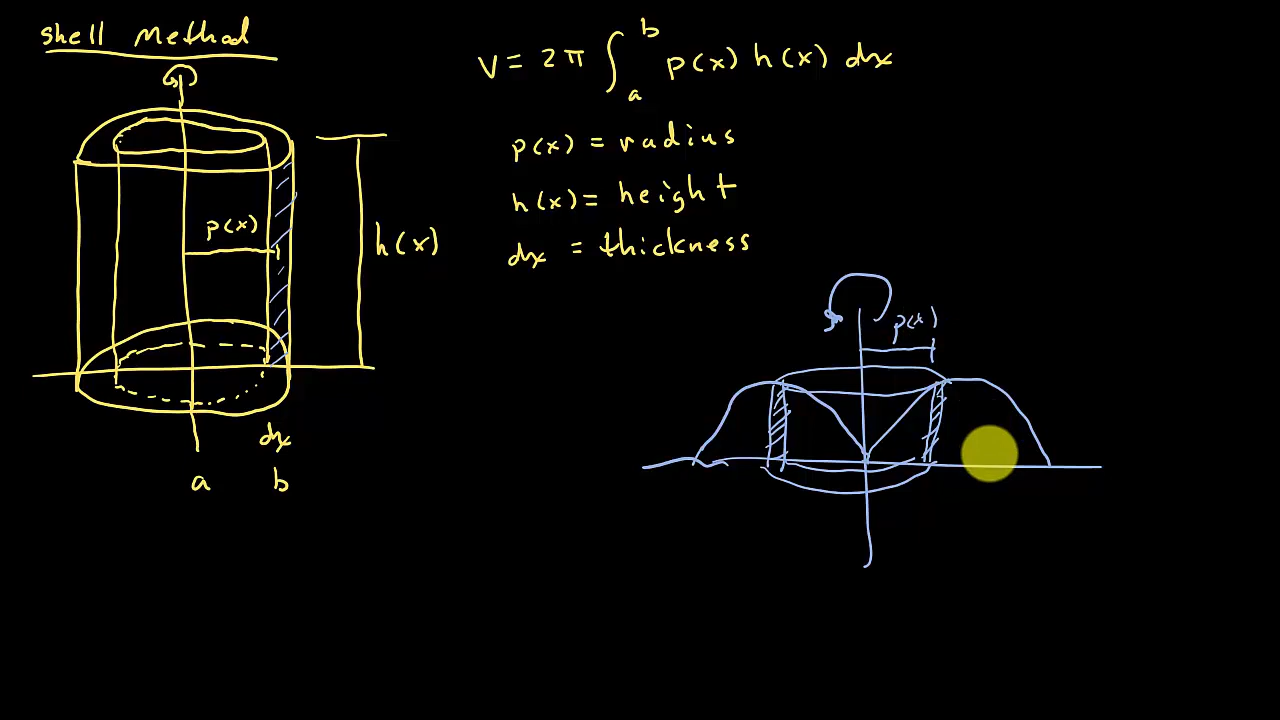 shell Method
V = 2π ∫_a^b p(x) h(x) dx
p(x) = radius
h(x) = height
dx = thickness
p(x)
h(x)
dx
a b
p(x)